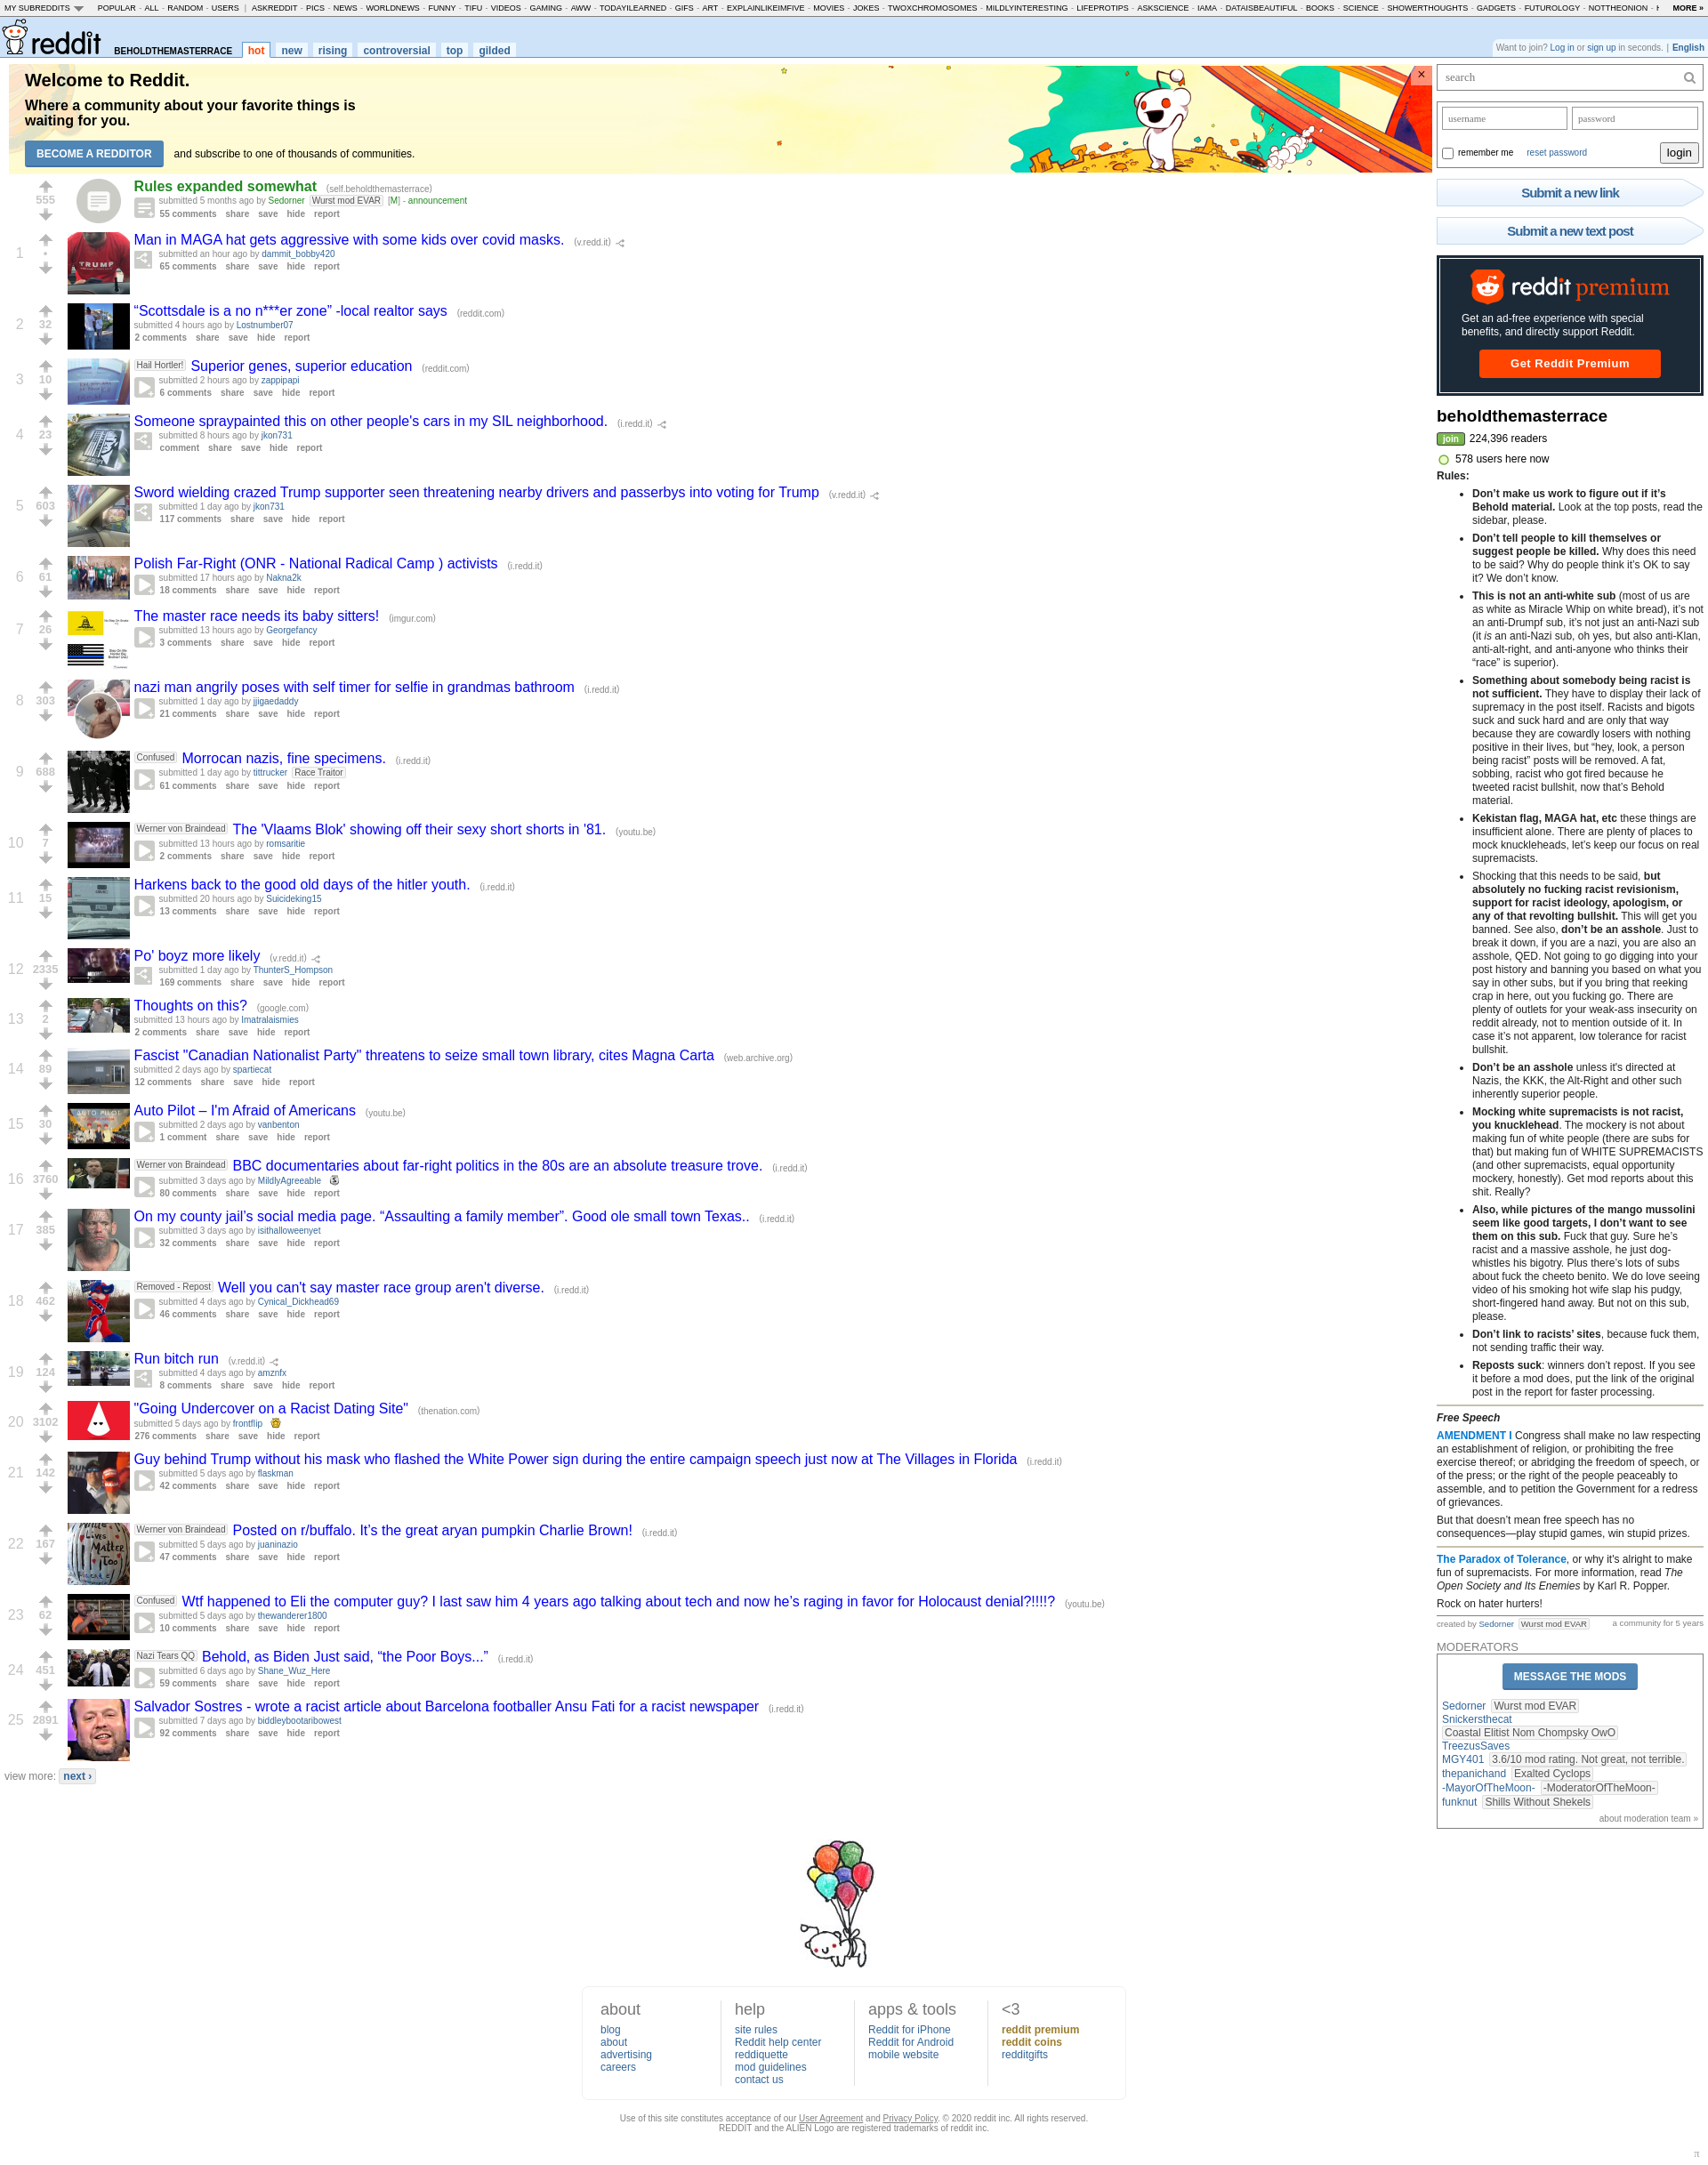 MY SUBREDDITS POPULAR - ALL - RANDOM - USERS | ASKREDDIT - PICS - NEWS - WORLDNEWS - FUNNY - TIFU - VIDEOS - GAMING - AWW - TODAYILEARNED - GIFS - ART - EXPLAINLIKEIMFIVE - MOVIES - JOKES - TWOXCHROMOSOMES - MILDLYINTERESTING - LIFEPROTIPS - ASKSCIENCE - IAMA - DATAISBEAUTIFUL - BOOKS - SCIENCE - SHOWERTHOUGHTS - GADGETS - FUTUROLOGY - NOTTHEONION - MORE »
reddit BEHOLDTHEMASTERRACE hot new rising controversial top gilded
Want to join? Log in or sign up in seconds. | English
Welcome to Reddit.
Where a community about your favorite things is
waiting for you.
BECOME A REDDITOR and subscribe to one of thousands of communities.
×
555
Rules expanded somewhat (self.beholdthemasterrace)
submitted 5 months ago by Sedorner Wurst mod EVAR [M] - announcement
55 comments share save hide report
1
•
Man in MAGA hat gets aggressive with some kids over covid masks. (v.redd.it)
submitted an hour ago by dammit_bobby420
65 comments share save hide report
TRUMP
2
32
“Scottsdale is a no n***er zone” -local realtor says (reddit.com)
submitted 4 hours ago by Lostnumber07
2 comments share save hide report
3
10
Hail Hortler! Superior genes, superior education (reddit.com)
submitted 2 hours ago by zappipapi
6 comments share save hide report
4
23
Someone spraypainted this on other people's cars in my SIL neighborhood. (i.redd.it)
submitted 8 hours ago by jkon731
comment share save hide report
5
603
Sword wielding crazed Trump supporter seen threatening nearby drivers and passerbys into voting for Trump (v.redd.it)
submitted 1 day ago by jkon731
117 comments share save hide report
6
61
Polish Far-Right (ONR - National Radical Camp ) activists (i.redd.it)
submitted 17 hours ago by Nakna2k
18 comments share save hide report
7
26
The master race needs its baby sitters! (imgur.com)
submitted 13 hours ago by Georgefancy
3 comments share save hide report
8
303
nazi man angrily poses with self timer for selfie in grandmas bathroom (i.redd.it)
submitted 1 day ago by jjigaedaddy
21 comments share save hide report
9
688
Confused Morrocan nazis, fine specimens. (i.redd.it)
submitted 1 day ago by tittrucker Race Traitor
61 comments share save hide report
10
7
Werner von Braindead The 'Vlaams Blok' showing off their sexy short shorts in '81. (youtu.be)
submitted 13 hours ago by romsaritie
2 comments share save hide report
11
15
Harkens back to the good old days of the hitler youth. (i.redd.it)
submitted 20 hours ago by Suicideking15
13 comments share save hide report
12
2335
Po' boyz more likely (v.redd.it)
submitted 1 day ago by ThunterS_Hompson
169 comments share save hide report
13
2
Thoughts on this? (google.com)
submitted 13 hours ago by Imatralaismies
2 comments share save hide report
14
89
Fascist "Canadian Nationalist Party" threatens to seize small town library, cites Magna Carta (web.archive.org)
submitted 2 days ago by spartiecat
12 comments share save hide report
15
30
Auto Pilot – I'm Afraid of Americans (youtu.be)
submitted 2 days ago by vanbenton
1 comment share save hide report
AUTO PILOT
16
3760
Werner von Braindead BBC documentaries about far-right politics in the 80s are an absolute treasure trove. (i.redd.it)
submitted 3 days ago by MildlyAgreeable
80 comments share save hide report
17
385
On my county jail’s social media page. “Assaulting a family member”. Good ole small town Texas.. (i.redd.it)
submitted 3 days ago by isithalloweenyet
32 comments share save hide report
18
462
Removed - Repost Well you can't say master race group aren't diverse. (i.redd.it)
submitted 4 days ago by Cynical_Dickhead69
46 comments share save hide report
19
124
Run bitch run (v.redd.it)
submitted 4 days ago by amznfx
8 comments share save hide report
20
3102
"Going Undercover on a Racist Dating Site" (thenation.com)
submitted 5 days ago by frontflip
276 comments share save hide report
21
142
Guy behind Trump without his mask who flashed the White Power sign during the entire campaign speech just now at The Villages in Florida (i.redd.it)
submitted 5 days ago by flaskman
42 comments share save hide report
22
167
Werner von Braindead Posted on r/buffalo. It’s the great aryan pumpkin Charlie Brown! (i.redd.it)
submitted 5 days ago by juaninazio
47 comments share save hide report
Loves
Matter
Too
23
62
Confused Wtf happened to Eli the computer guy? I last saw him 4 years ago talking about tech and now he’s raging in favor for Holocaust denial?!!!!? (youtu.be)
submitted 5 days ago by thewanderer1800
10 comments share save hide report
24
451
Nazi Tears QQ Behold, as Biden Just said, “the Poor Boys...” (i.redd.it)
submitted 6 days ago by Shane_Wuz_Here
59 comments share save hide report
25
2891
Salvador Sostres - wrote a racist article about Barcelona footballer Ansu Fati for a racist newspaper (i.redd.it)
submitted 7 days ago by biddleybootaribowest
92 comments share save hide report
view more: next ›
search
username password
remember me reset password login
Submit a new link
Submit a new text post
reddit premium
Get an ad-free experience with special
benefits, and directly support Reddit.
Get Reddit Premium
beholdthemasterrace
join 224,396 readers
578 users here now
Rules:
• Don’t make us work to figure out if it’s
Behold material. Look at the top posts, read the
sidebar, please.
• Don’t tell people to kill themselves or
suggest people be killed. Why does this need
to be said? Why do people think it’s OK to say
it? We don’t know.
• This is not an anti-white sub (most of us are
as white as Miracle Whip on white bread), it’s not
an anti-Drumpf sub, it’s not just an anti-Nazi sub
(it is an anti-Nazi sub, oh yes, but also anti-Klan,
anti-alt-right, and anti-anyone who thinks their
“race” is superior).
• Something about somebody being racist is
not sufficient. They have to display their lack of
supremacy in the post itself. Racists and bigots
suck and suck hard and are only that way
because they are cowardly losers with nothing
positive in their lives, but “hey, look, a person
being racist” posts will be removed. A fat,
sobbing, racist who got fired because he
tweeted racist bullshit, now that’s Behold
material.
• Kekistan flag, MAGA hat, etc these things are
insufficient alone. There are plenty of places to
mock knuckleheads, let’s keep our focus on real
supremacists.
• Shocking that this needs to be said, but
absolutely no fucking racist revisionism,
support for racist ideology, apologism, or
any of that revolting bullshit. This will get you
banned. See also, don’t be an asshole. Just to
break it down, if you are a nazi, you are also an
asshole, QED. Not going to go digging into your
post history and banning you based on what you
say in other subs, but if you bring that reeking
crap in here, out you fucking go. There are
plenty of outlets for your weak-ass insecurity on
reddit already, not to mention outside of it. In
case it’s not apparent, low tolerance for racist
bullshit.
• Don’t be an asshole unless it's directed at
Nazis, the KKK, the Alt-Right and other such
inherently superior people.
• Mocking white supremacists is not racist,
you knucklehead. The mockery is not about
making fun of white people (there are subs for
that) but making fun of WHITE SUPREMACISTS
(and other supremacists, equal opportunity
mockery, honestly). Get mod reports about this
shit. Really?
• Also, while pictures of the mango mussolini
seem like good targets, I don’t want to see
them on this sub. Fuck that guy. Sure he’s
racist and a massive asshole, he just dog-
whistles his bigotry. Plus there’s lots of subs
about fuck the cheeto benito. We do love seeing
video of his smoking hot wife slap his pudgy,
short-fingered hand away. But not on this sub,
please.
• Don’t link to racists’ sites, because fuck them,
not sending traffic their way.
• Reposts suck: winners don’t repost. If you see
it before a mod does, put the link of the original
post in the report for faster processing.
Free Speech
AMENDMENT I Congress shall make no law respecting
an establishment of religion, or prohibiting the free
exercise thereof; or abridging the freedom of speech, or
of the press; or the right of the people peaceably to
assemble, and to petition the Government for a redress
of grievances.
But that doesn’t mean free speech has no
consequences—play stupid games, win stupid prizes.
The Paradox of Tolerance, or why it’s alright to make
fun of supremacists. For more information, read The
Open Society and Its Enemies by Karl R. Popper.
Rock on hater hurters!
created by Sedorner Wurst mod EVAR a community for 5 years
MODERATORS
MESSAGE THE MODS
Sedorner Wurst mod EVAR
Snickersthecat
Coastal Elitist Nom Chompsky OwO
TreezusSaves
MGY401 3.6/10 mod rating. Not great, not terrible.
thepanichand Exalted Cyclops
-MayorOfTheMoon- -ModeratorOfTheMoon-
funknut Shills Without Shekels
about moderation team »
about
blog
about
advertising
careers
help
site rules
Reddit help center
reddiquette
mod guidelines
contact us
apps & tools
Reddit for iPhone
Reddit for Android
mobile website
<3
reddit premium
reddit coins
redditgifts
Use of this site constitutes acceptance of our User Agreement and Privacy Policy. © 2020 reddit inc. All rights reserved.
REDDIT and the ALIEN Logo are registered trademarks of reddit inc.
π